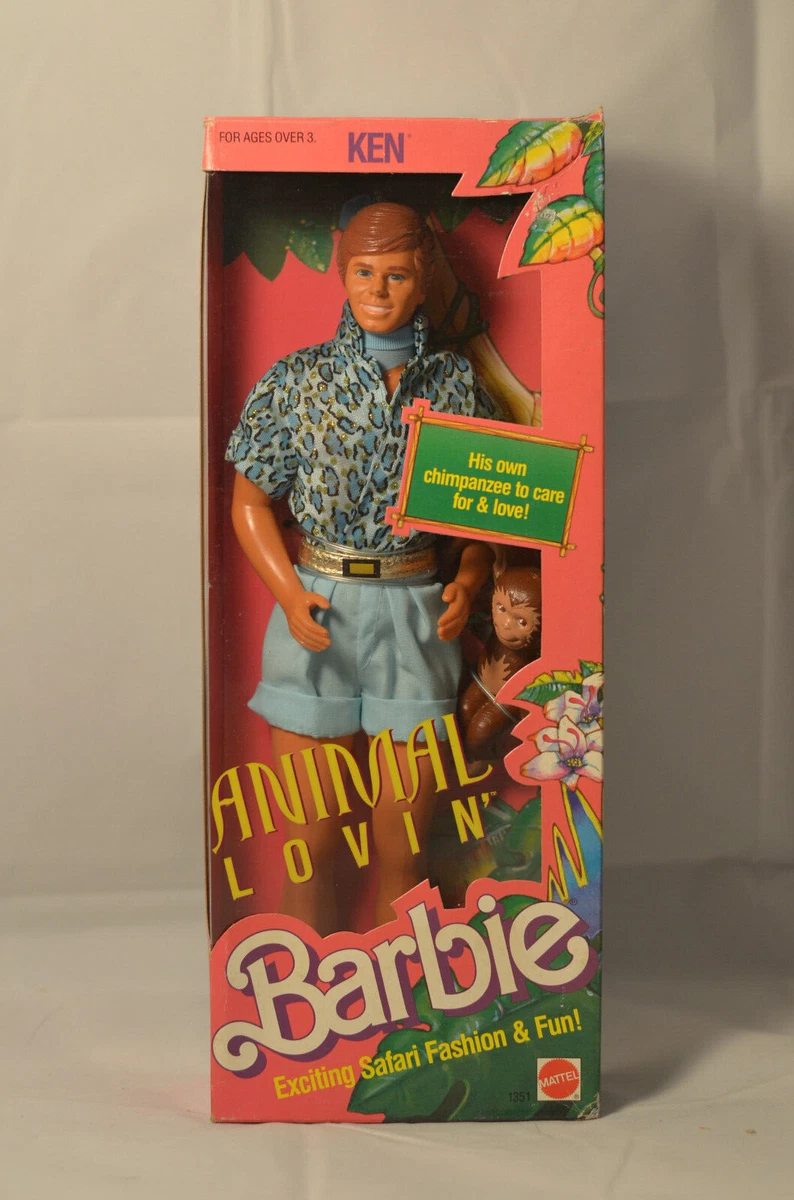 FOR AGES OVER 3.
KEN®
His own
chimpanzee to care
for & love!
ANIMAL
LOVIN'™
Barbie®
Exciting Safari Fashion & Fun!
1351
MATTEL®